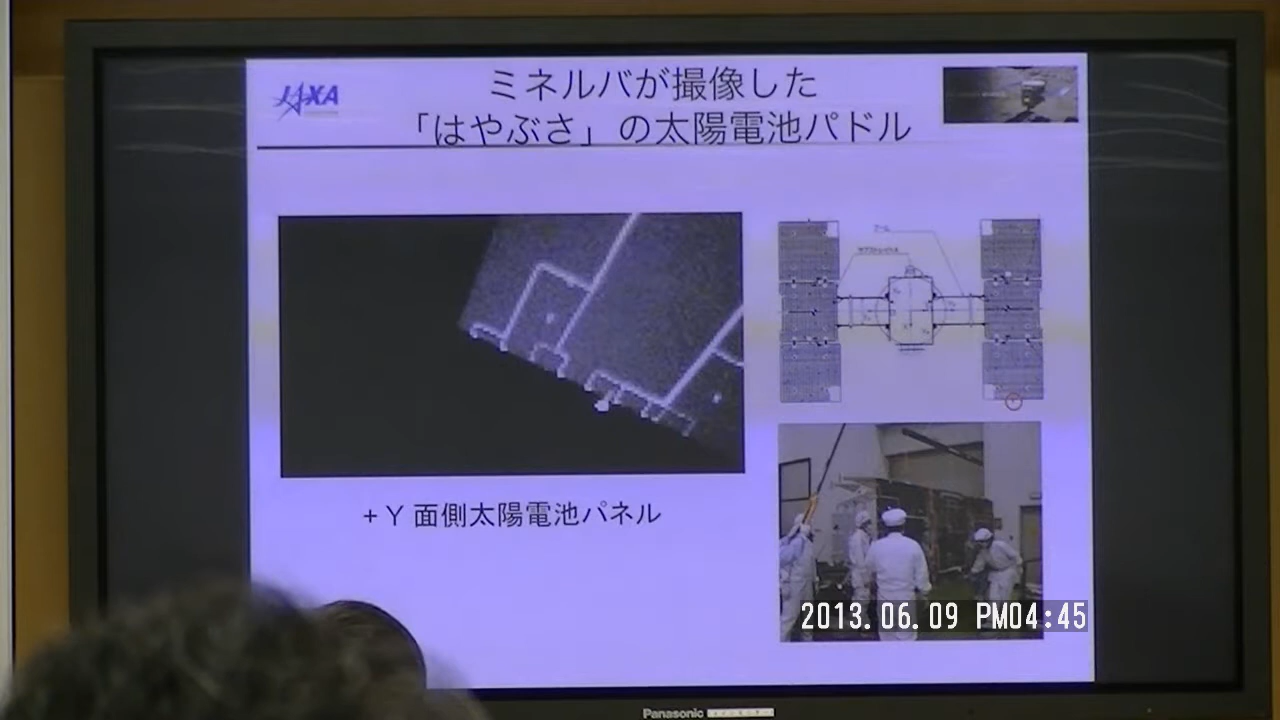 JAXA
ミネルバが撮像した
「はやぶさ」の太陽電池パドル
+Y面側太陽電池パネル
2013.06.09 PM04:45
Panasonic